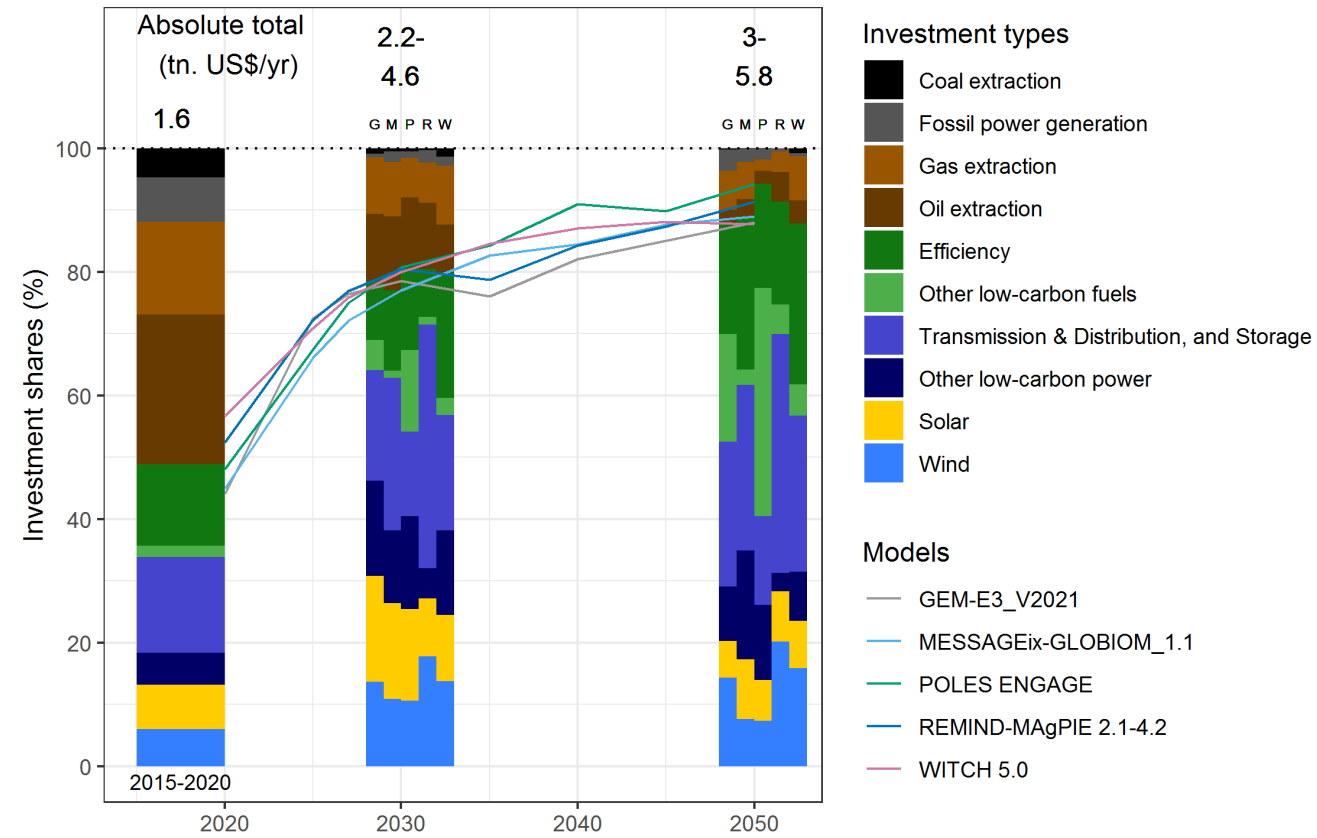 Absolute total
(tn. US$/yr)
1.6
2.2-
4.6
3-
5.8
G M P R W
G M P R W
Investment shares (%)
100
80
60
40
20
0
2015-2020
2020
2030
2040
2050
Investment types
Coal extraction
Fossil power generation
Gas extraction
Oil extraction
Efficiency
Other low-carbon fuels
Transmission & Distribution, and Storage
Other low-carbon power
Solar
Wind
Models
GEM-E3_V2021
MESSAGEix-GLOBIOM_1.1
POLES ENGAGE
REMIND-MAgPIE 2.1-4.2
WITCH 5.0